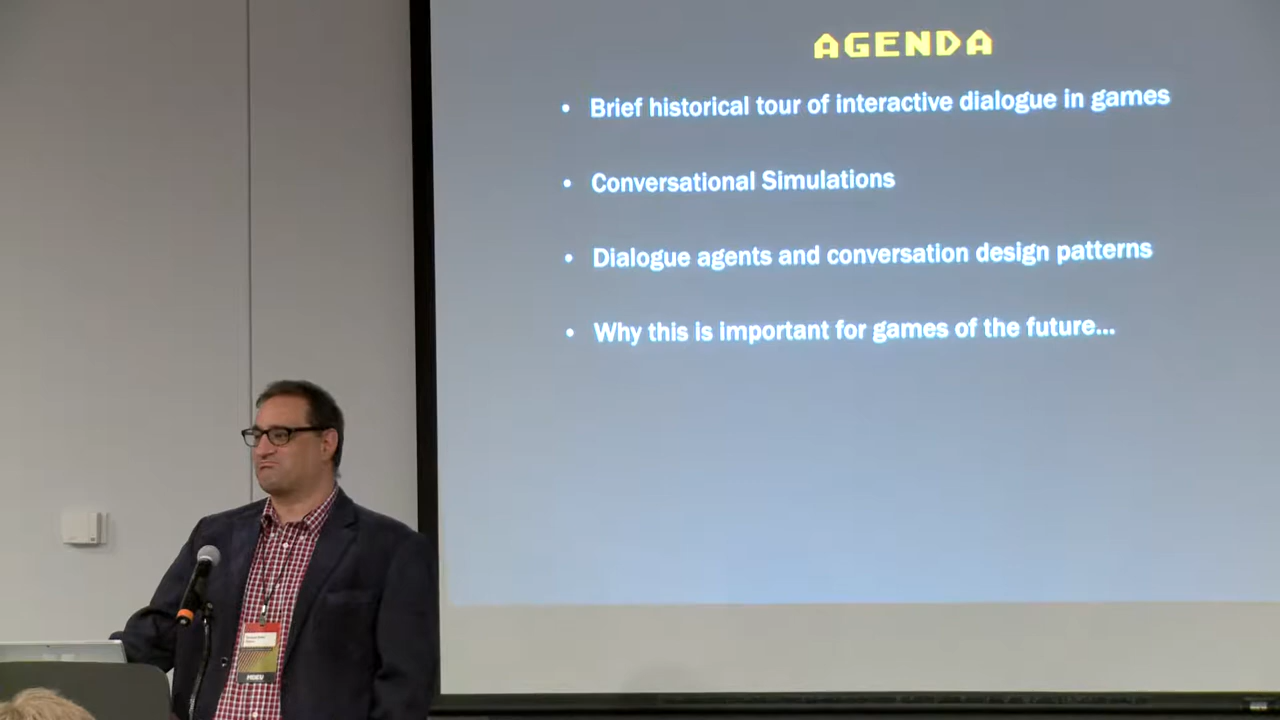 AGENDA
• Brief historical tour of interactive dialogue in games
• Conversational Simulations
• Dialogue agents and conversation design patterns
• Why this is important for games of the future...
MDEV